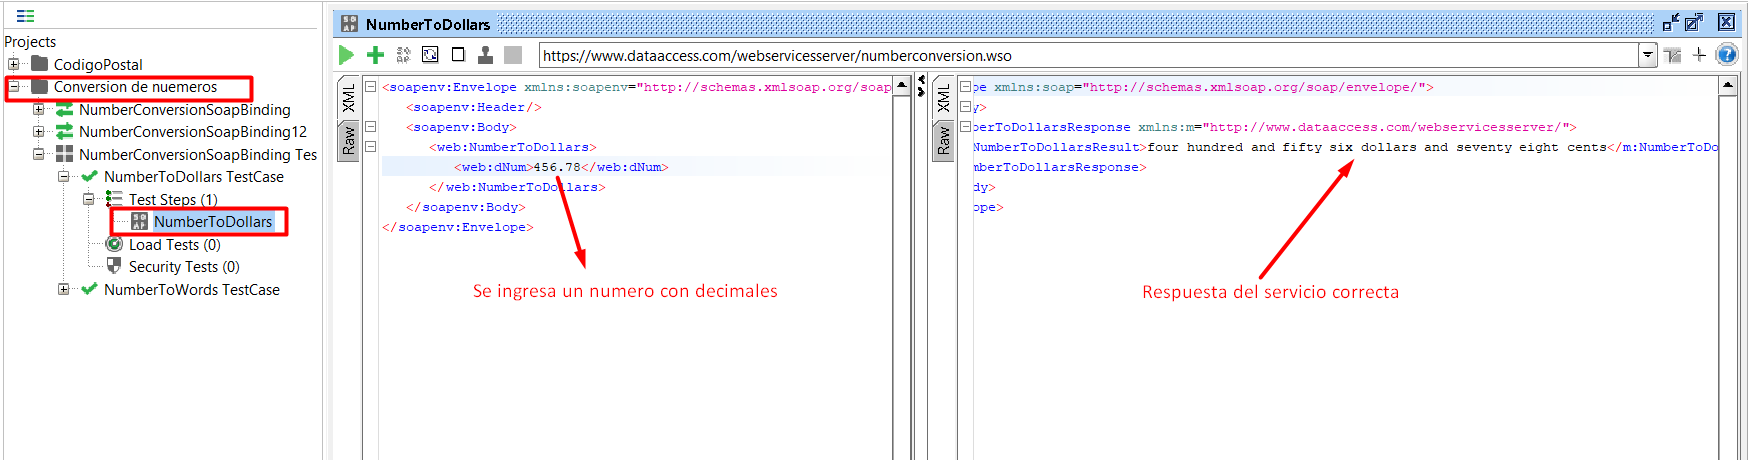 Projects
CodigoPostal
Conversion de nuemeros
NumberConversionSoapBinding
NumberConversionSoapBinding12
NumberConversionSoapBinding Tes
NumberToDollars TestCase
Test Steps (1)
NumberToDollars
Load Tests (0)
Security Tests (0)
NumberToWords TestCase
NumberToDollars
https://www.dataaccess.com/webservicesserver/numberconversion.wso
XML
Raw
<soapenv:Envelope xmlns:soapenv="http://schemas.xmlsoap.org/soap
<soapenv:Header/>
<soapenv:Body>
<web:NumberToDollars>
<web:dNum>456.78</web:dNum>
</web:NumberToDollars>
</soapenv:Body>
</soapenv:Envelope>
Se ingresa un numero con decimales
XML
Raw
pe xmlns:soap="http://schemas.xmlsoap.org/soap/envelope/">
y>
berToDollarsResponse xmlns:m="http://www.dataaccess.com/webservicesserver/">
NumberToDollarsResult>four hundred and fifty six dollars and seventy eight cents</m:NumberToDo
mberToDollarsResponse>
dy>
ope>
Respuesta del servicio correcta